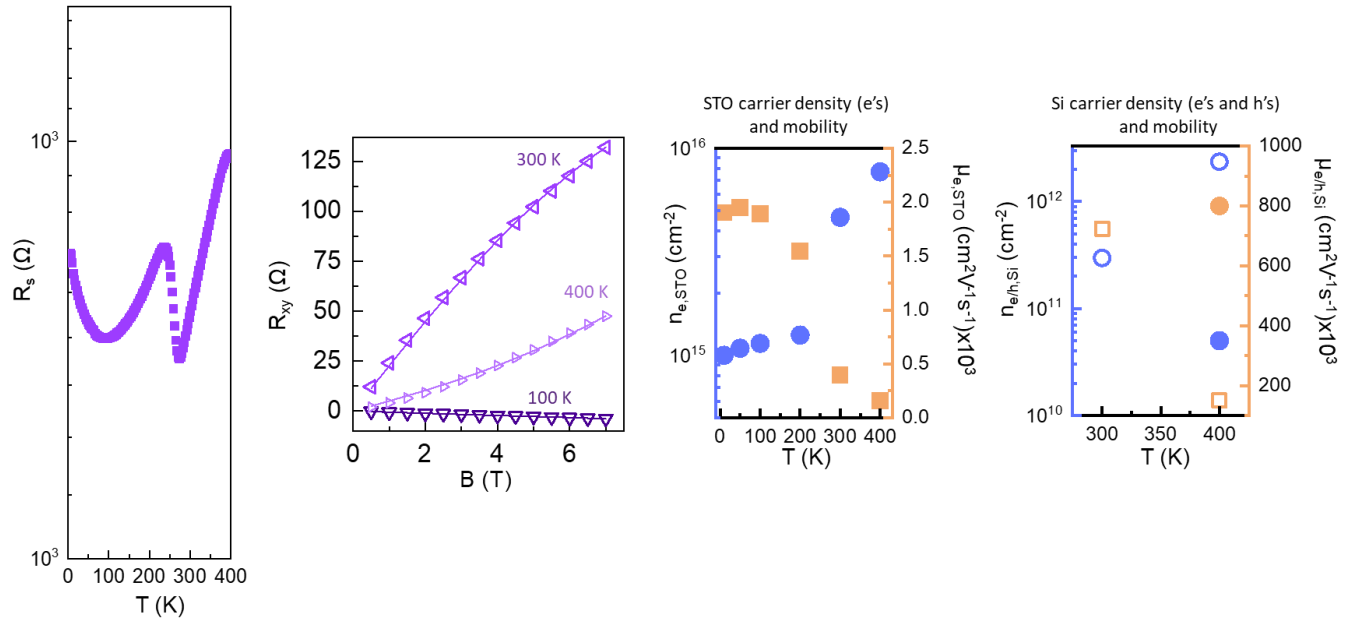 10³
10³
R_s (Ω)
0 100 200 300 400
T (K)
125
100
75
50
25
0
R_xy (Ω)
300 K
400 K
100 K
0 2 4 6
B (T)
STO carrier density (e's)
and mobility
10¹⁶
10¹⁵
n_e,STO (cm⁻²)
2.5
2.0
1.5
1.0
0.5
0.0
μ_e,STO (cm²V⁻¹s⁻¹)x10³
0 100 200 300 400
T (K)
Si carrier density (e's and h's)
and mobility
10¹²
10¹¹
10¹⁰
n_e/h,Si (cm⁻²)
1000
800
600
400
200
μ_e/h,Si (cm²V⁻¹s⁻¹)x10³
300 350 400
T (K)